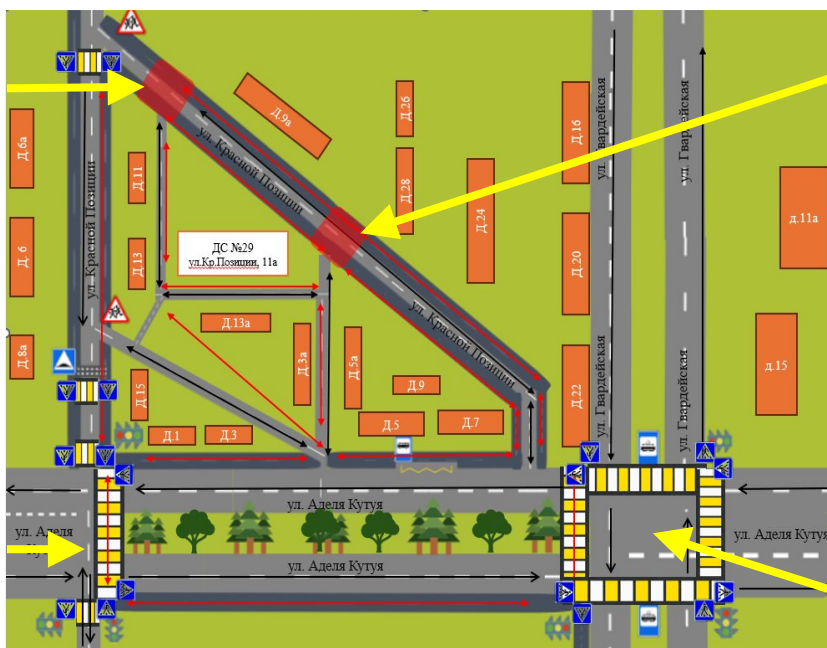 Д.9а
Д.26
Д.16
ул. Гвардейская
ул. Гвардейская
Д.6а
Д.11
ул. Красной Позиции
Д.28
Д.24
д.11а
ул. Красной Позиции
Д. 6
Д.13
ДС №29
ул.Кр.Позиции, 11а
Д.20
Д.13а
Д.3а
Д.5а
ул. Красной Позиции
ул. Гвардейская
ул. Гвардейская
Д.8а
Д.15
Д.9
Д.22
д.15
Д.1
Д.3
Д.5
Д.7
ул. Аделя Кутуя
ул. Аделя
Кутуя
ул. Аделя Кутуя
ул. Аделя Кутуя